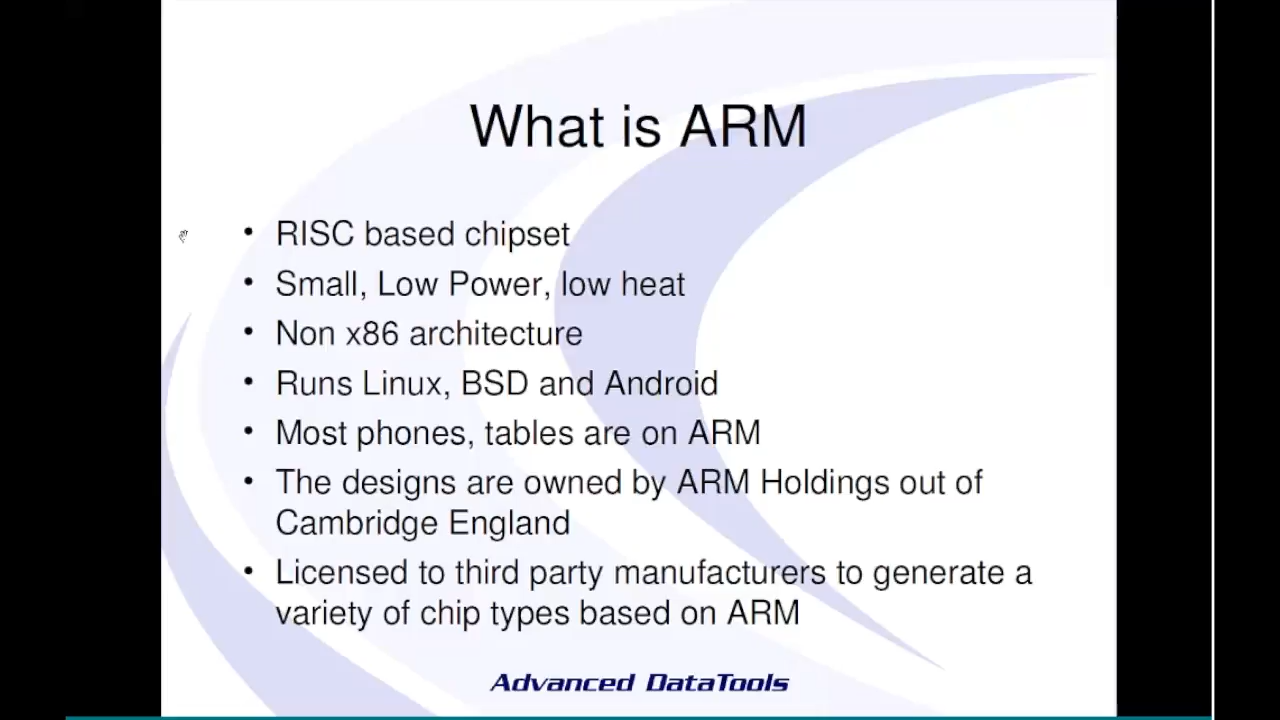 What is ARM
• RISC based chipset
• Small, Low Power, low heat
• Non x86 architecture
• Runs Linux, BSD and Android
• Most phones, tables are on ARM
• The designs are owned by ARM Holdings out of
Cambridge England
• Licensed to third party manufacturers to generate a
variety of chip types based on ARM
Advanced DataTools